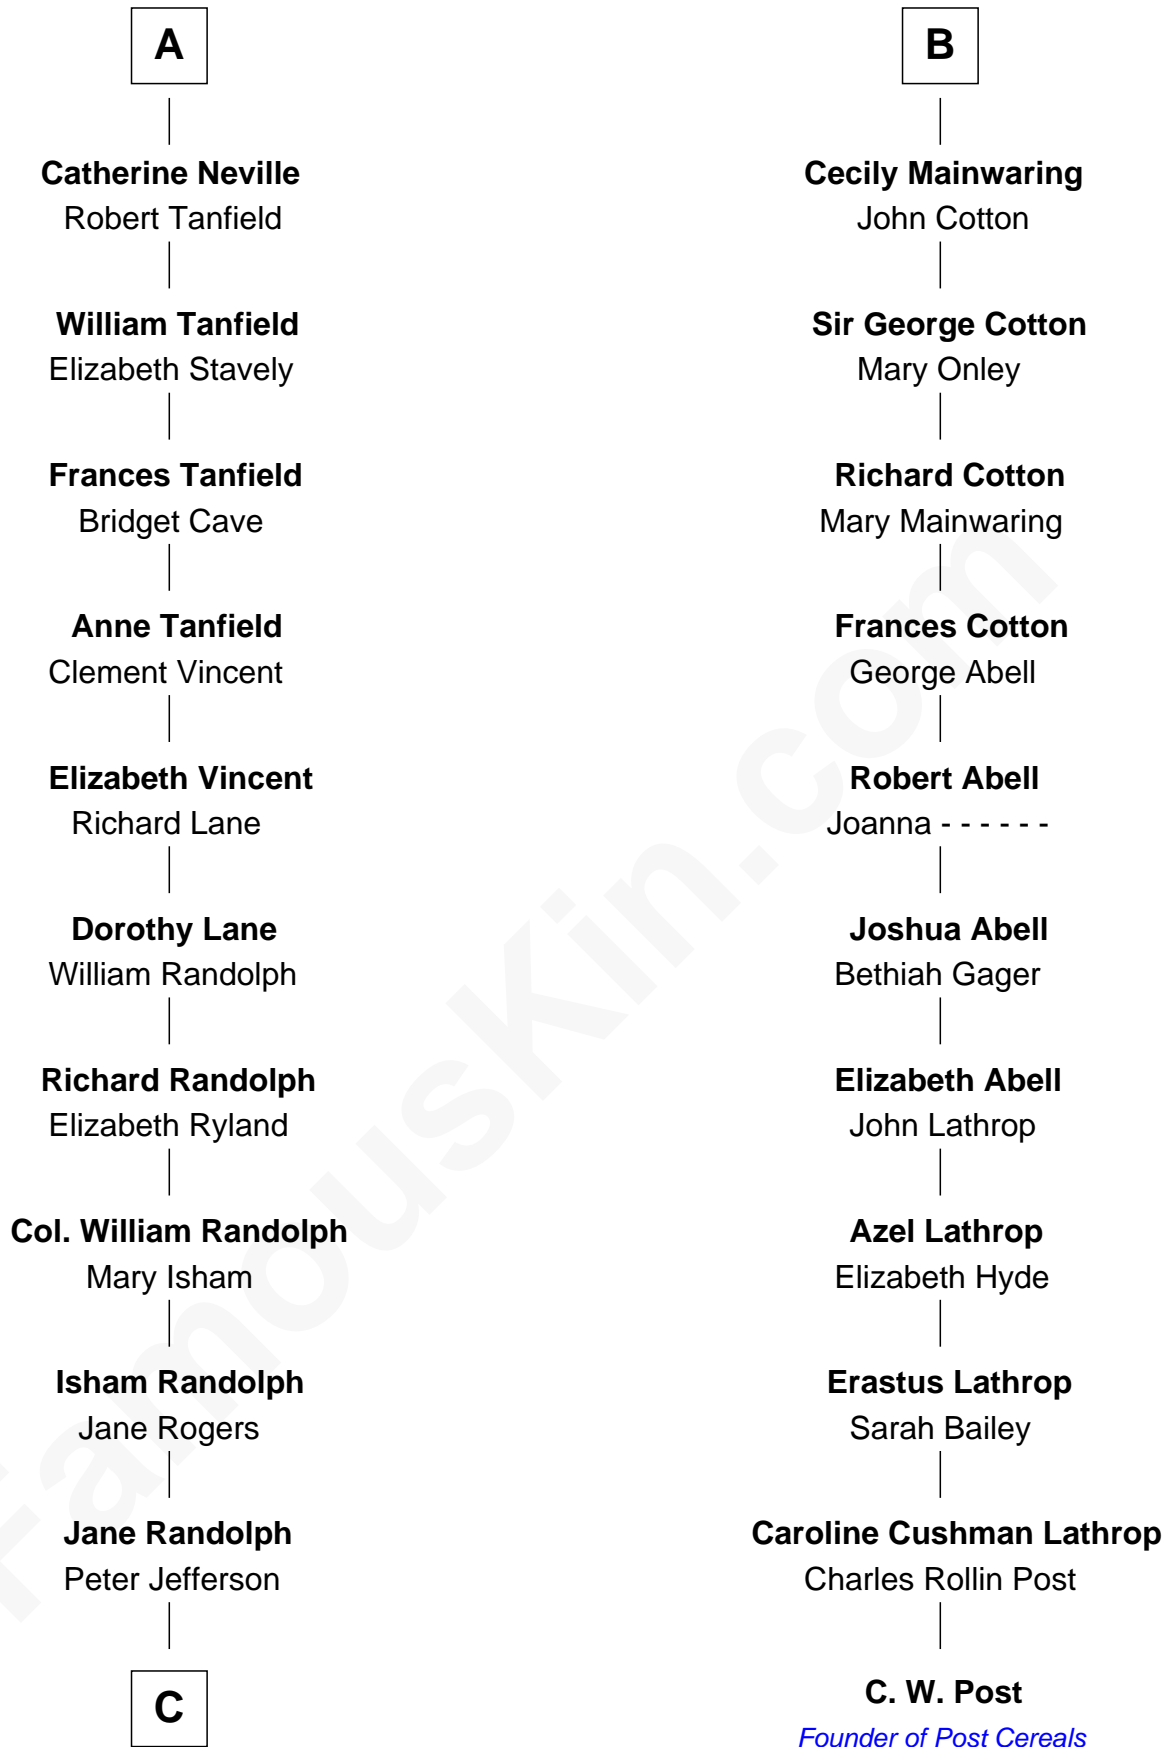 A
Catherine Neville
Robert Tanfield
William Tanfield
Elizabeth Stavely
Frances Tanfield
Bridget Cave
Anne Tanfield
Clement Vincent
Elizabeth Vincent
Richard Lane
Dorothy Lane
William Randolph
Richard Randolph
Elizabeth Ryland
Col. William Randolph
Mary Isham
Isham Randolph
Jane Rogers
Jane Randolph
Peter Jefferson
C
B
Cecily Mainwaring
John Cotton
Sir George Cotton
Mary Onley
Richard Cotton
Mary Mainwaring
Frances Cotton
George Abell
Robert Abell
Joanna - - - - - -
Joshua Abell
Bethiah Gager
Elizabeth Abell
John Lathrop
Azel Lathrop
Elizabeth Hyde
Erastus Lathrop
Sarah Bailey
Caroline Cushman Lathrop
Charles Rollin Post
C. W. Post
Founder of Post Cereals
FamousKin.com